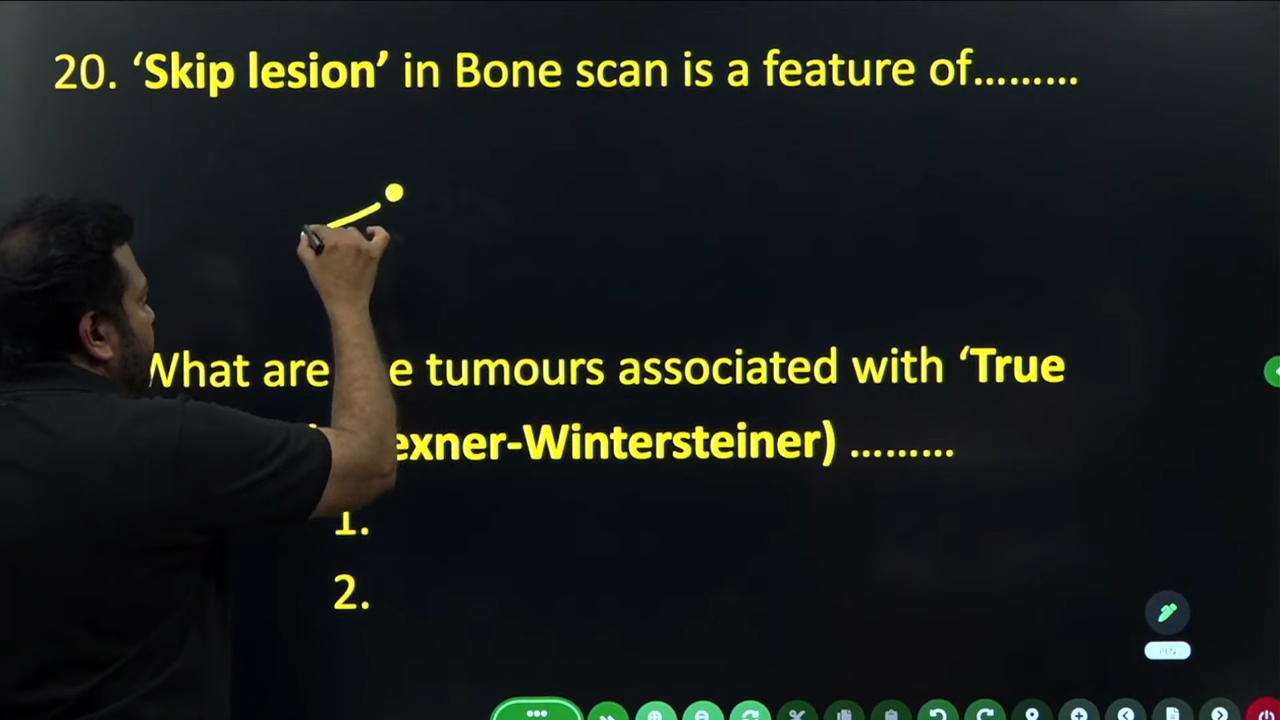 20. ‘Skip lesion’ in Bone scan is a feature of.........
What are e tumours associated with ‘True
exner-Wintersteiner) .........
1.
2.
PEN